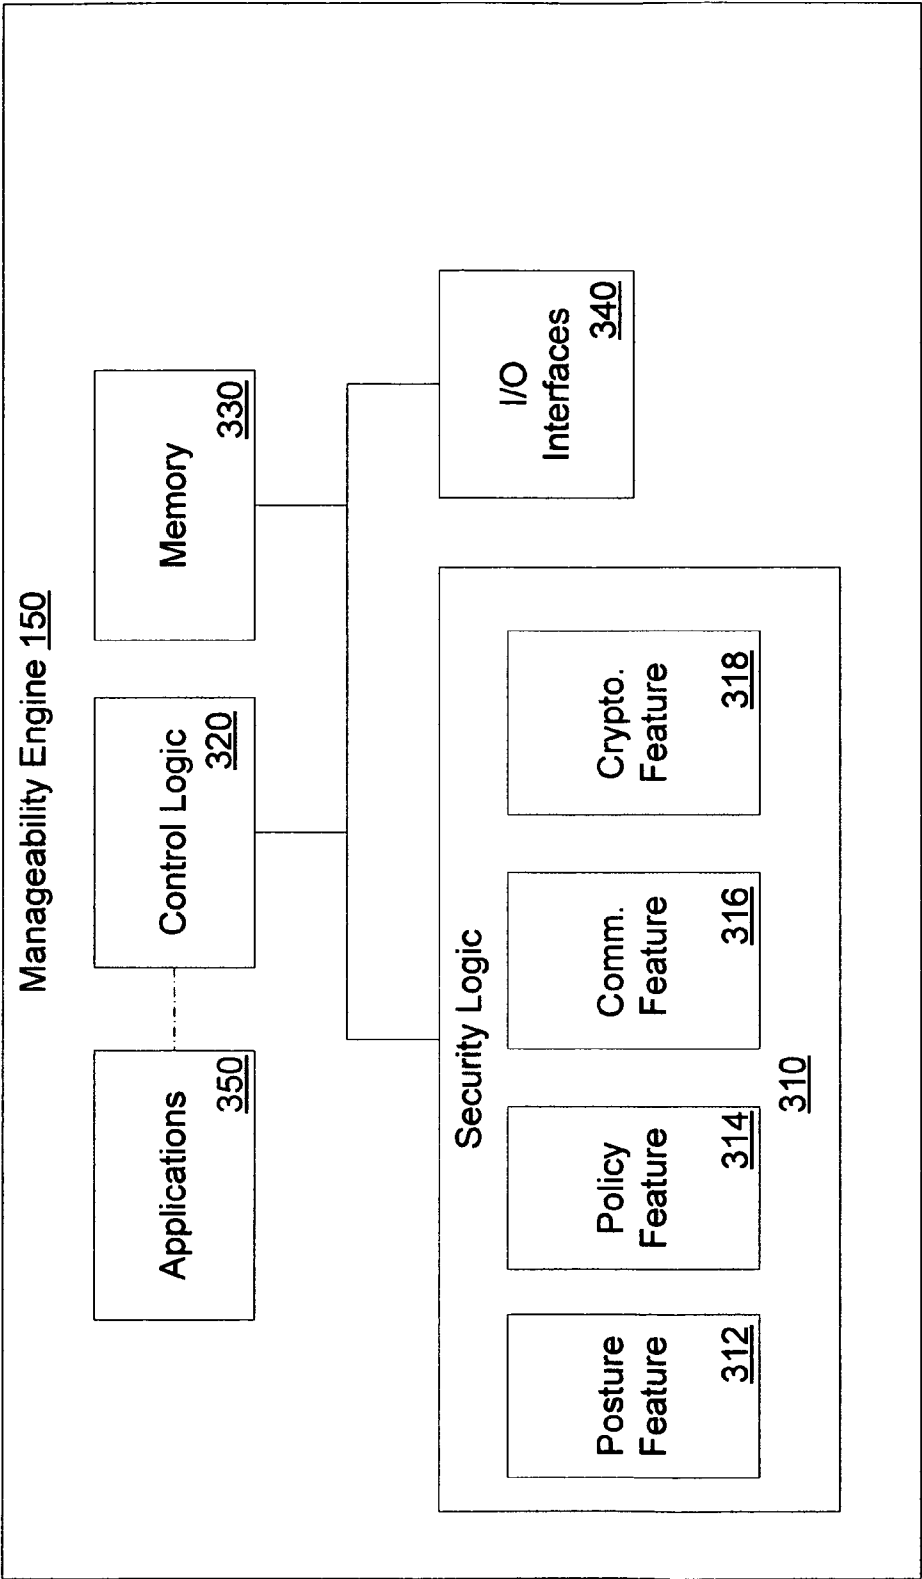 Manageability Engine 150
Applications
350
Control Logic
320
Memory
330
Security Logic
Posture
Feature
312
Policy
Feature
314
Comm.
Feature
316
Crypto.
Feature
318
310
I/O
Interfaces
340